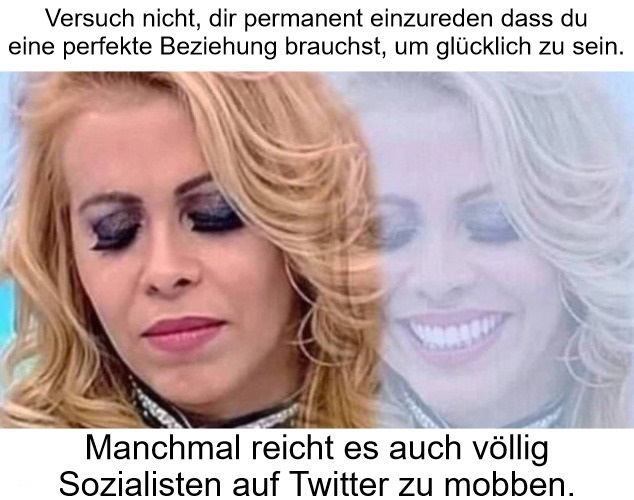 Versuch nicht, dir permanent einzureden dass du
eine perfekte Beziehung brauchst, um glücklich zu sein.
Manchmal reicht es auch völlig
Sozialisten auf Twitter zu mobben.